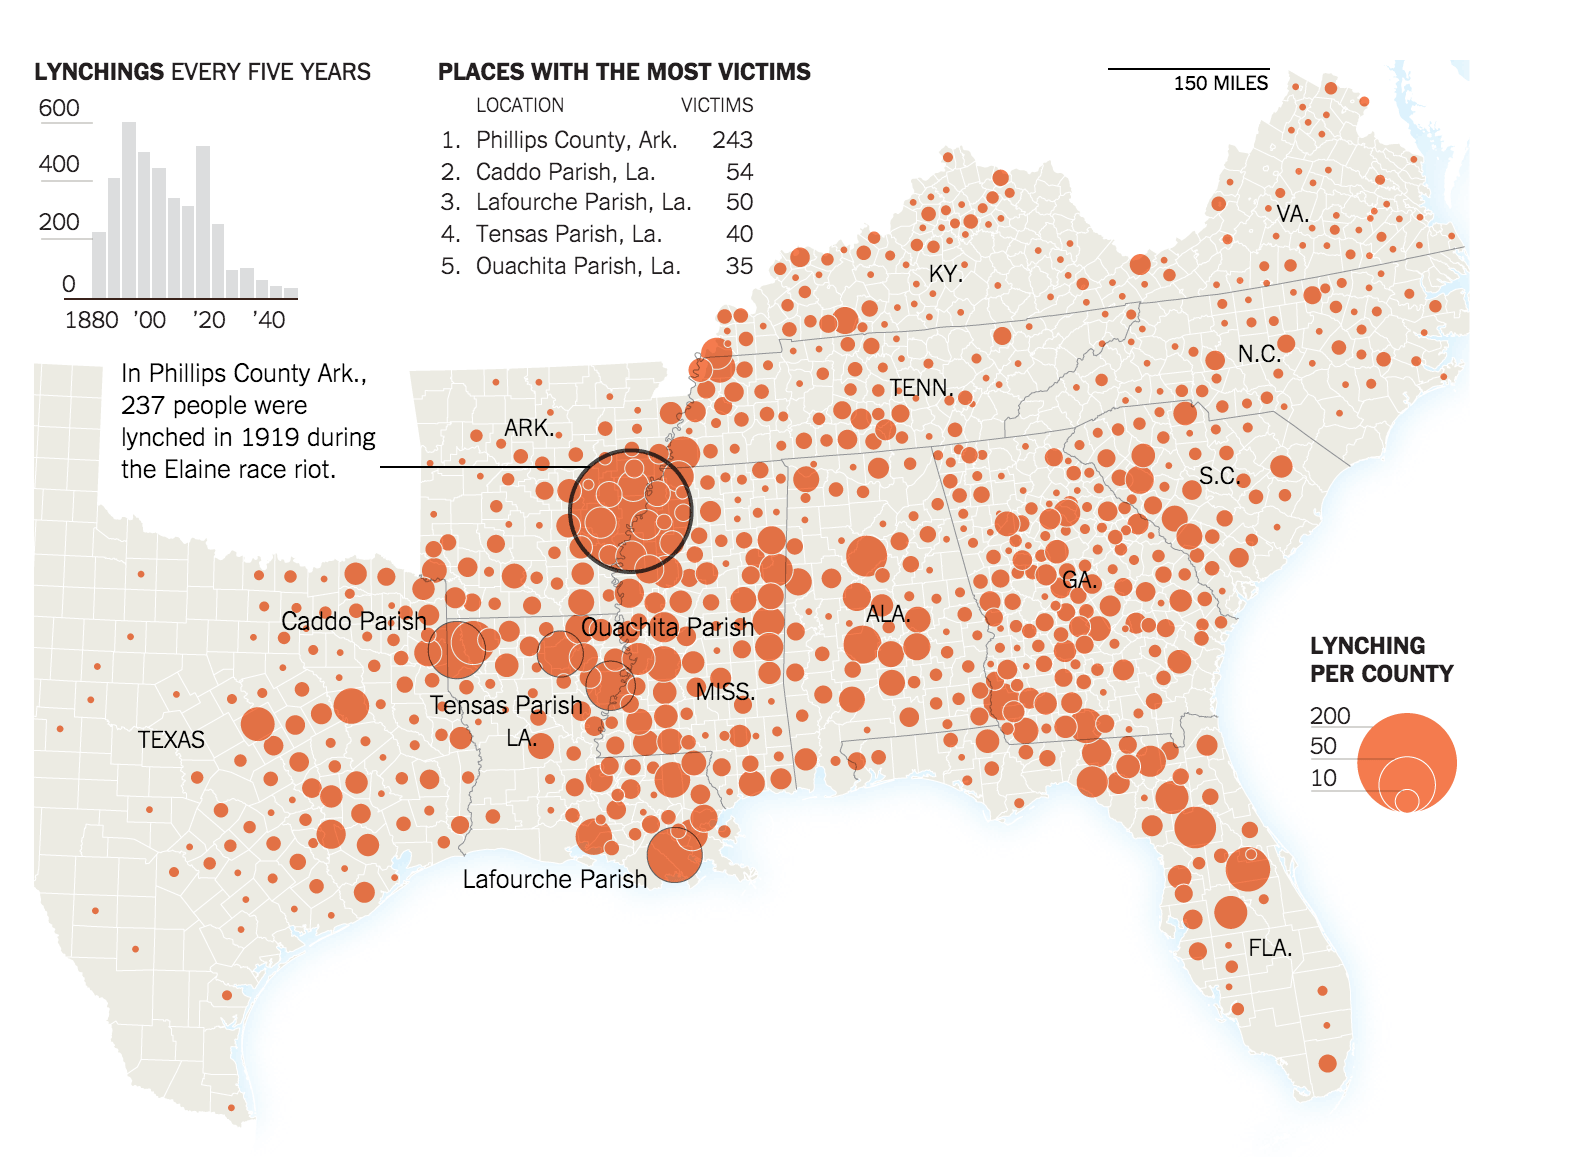 LYNCHINGS EVERY FIVE YEARS
600
400
200
0
1880 '00 '20 '40
PLACES WITH THE MOST VICTIMS
LOCATION VICTIMS
1. Phillips County, Ark. 243
2. Caddo Parish, La. 54
3. Lafourche Parish, La. 50
4. Tensas Parish, La. 40
5. Ouachita Parish, La. 35
150 MILES
In Phillips County Ark.,
237 people were
lynched in 1919 during
the Elaine race riot.
VA.
KY.
N.C.
TENN.
ARK.
S.C.
GA.
ALA.
Caddo Parish
Ouachita Parish
MISS.
Tensas Parish
LA.
TEXAS
Lafourche Parish
FLA.
LYNCHING
PER COUNTY
200
50
10